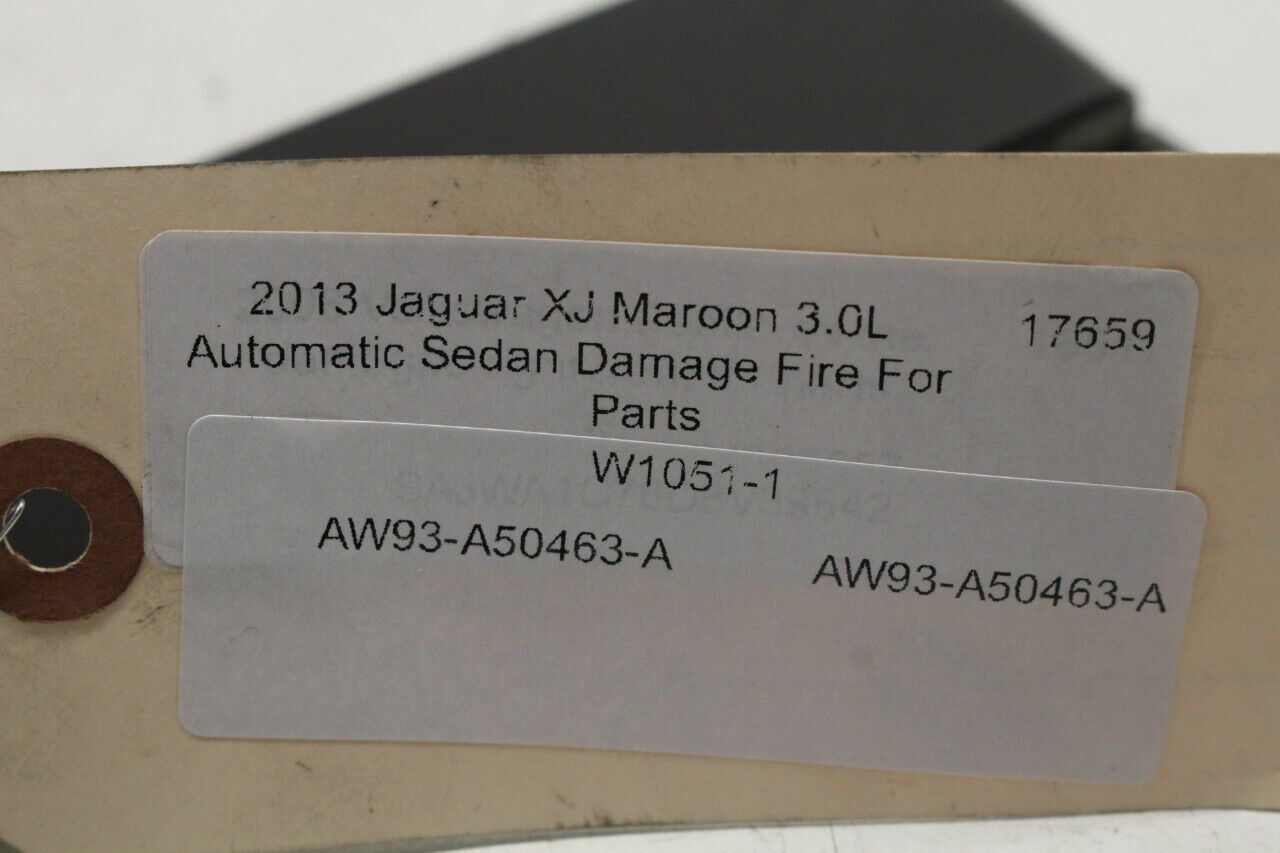 2013 Jaguar XJ Maroon 3.0L 17659
Automatic Sedan Damage Fire For
Parts
W1051-1
AW93-A50463-A AW93-A50463-A